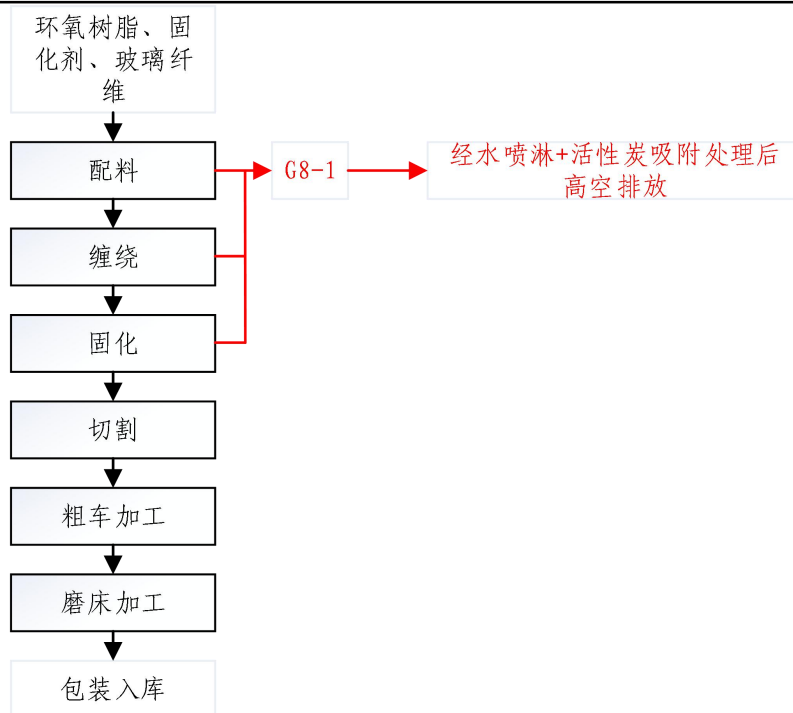 环氧树脂、固
化剂、玻璃纤
维
配料
G8-1
经水喷淋+活性炭吸附处理后
高空排放
缠绕
固化
切割
粗车加工
磨床加工
包装入库